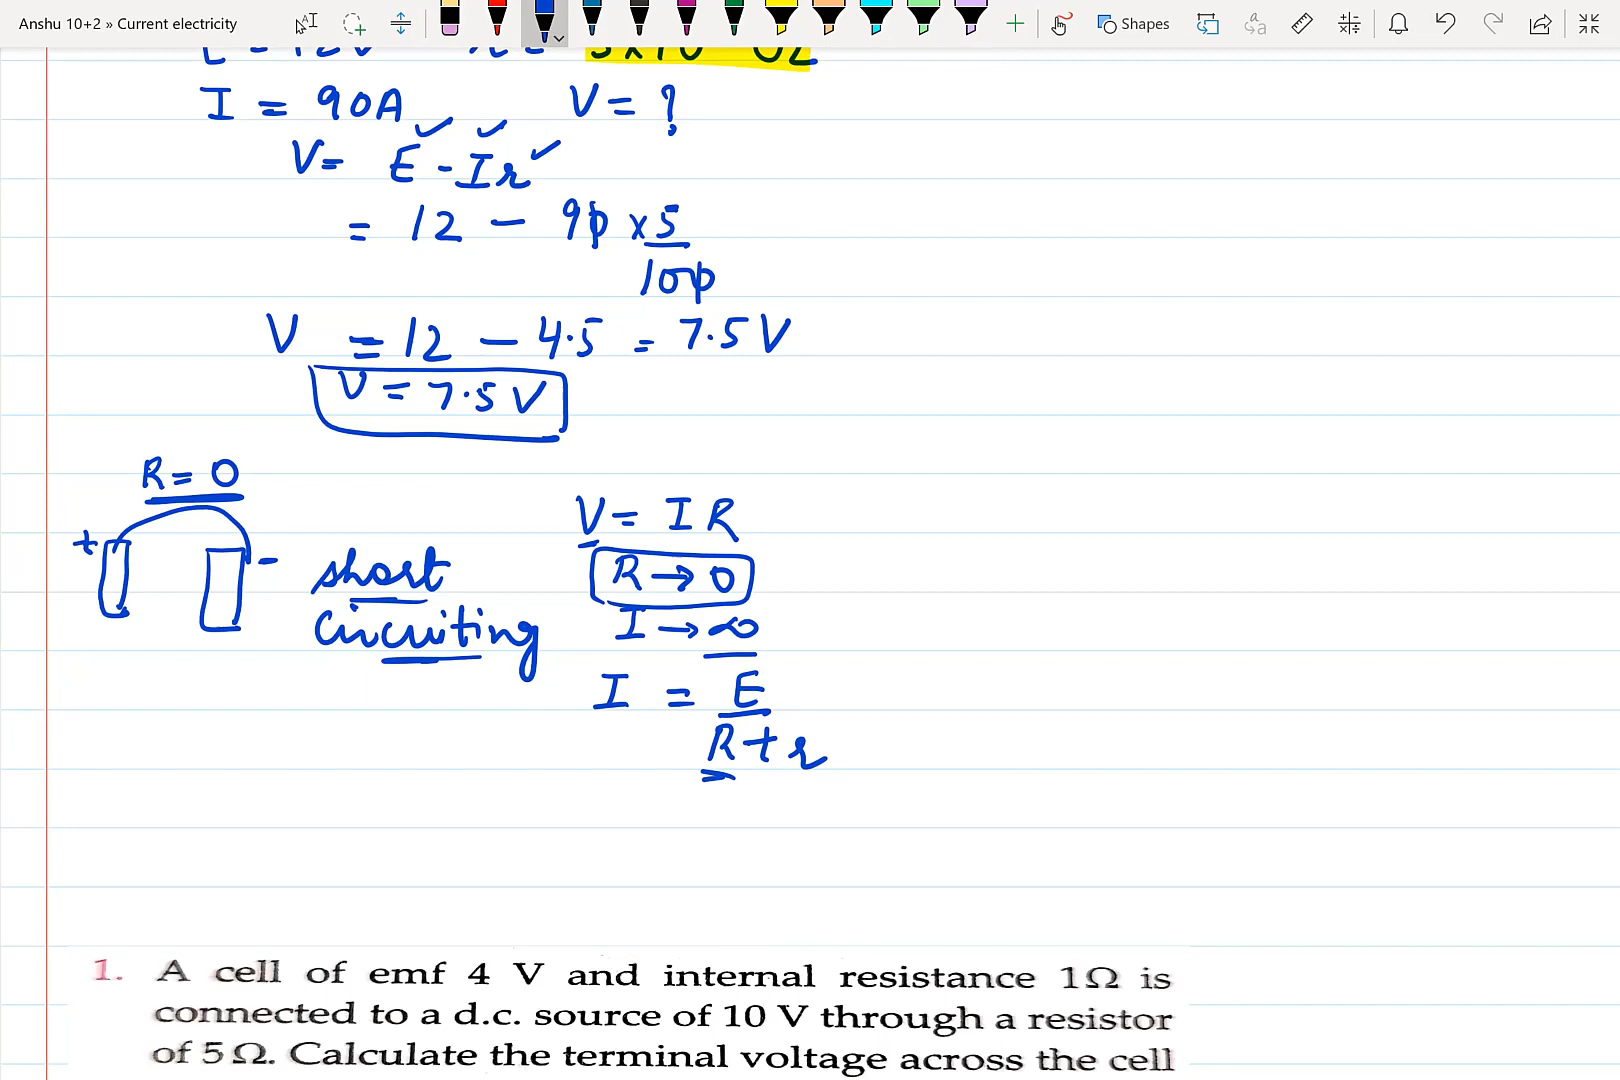 Anshu 10+2 » Current electricity
Shapes
I = 90A V = ?
V = E - Ir
= 12 - 90 × 5
100
V = 12 - 4.5 = 7.5 V
V = 7.5 V
R = 0
+ -
short
circuiting
V = I R
R → 0
I → ∞
I = E
R + r
1. A cell of emf 4 V and internal resistance 1Ω is
connected to a d.c. source of 10 V through a resistor
of 5 Ω. Calculate the terminal voltage across the cell